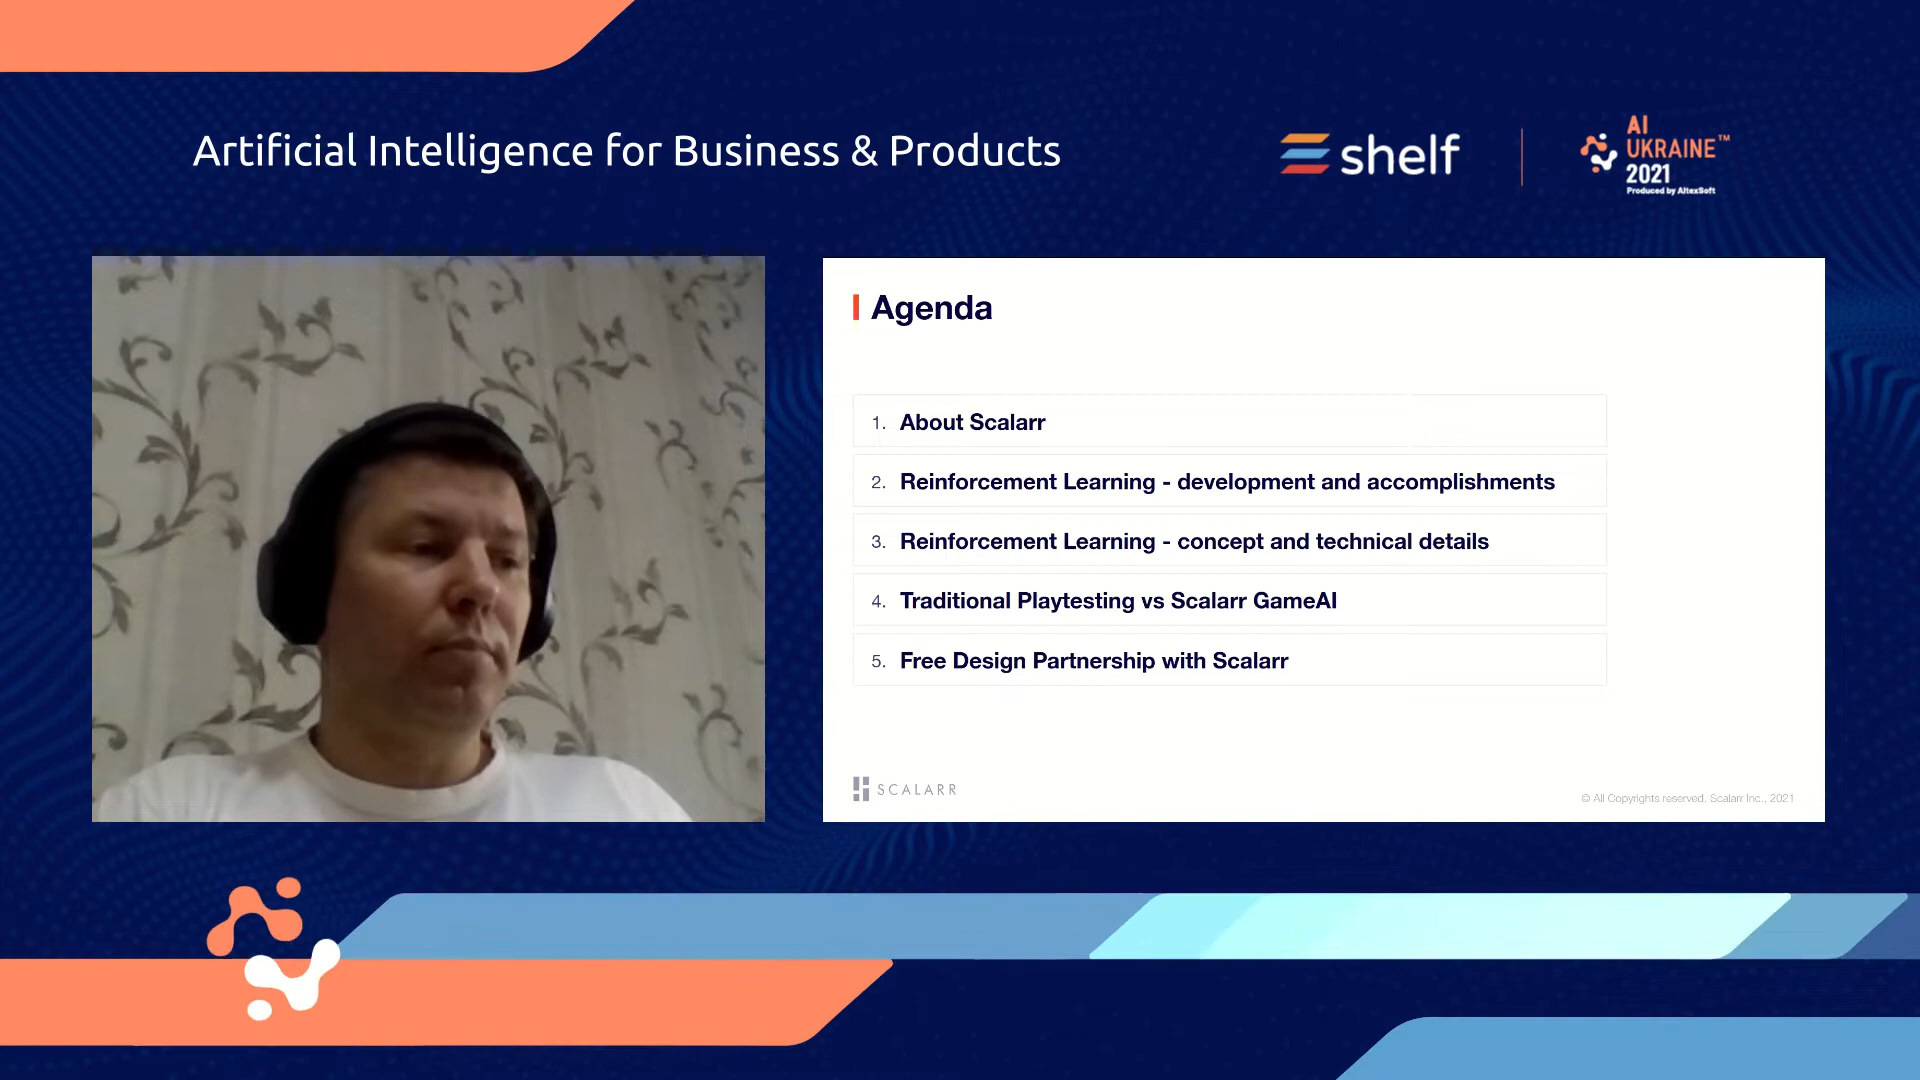 Artificial Intelligence for Business & Products
shelf
AI
UKRAINE™
2021
Produced by AltexSoft
Agenda
1. About Scalarr
2. Reinforcement Learning - development and accomplishments
3. Reinforcement Learning - concept and technical details
4. Traditional Playtesting vs Scalarr GameAI
5. Free Design Partnership with Scalarr
SCALARR
© All Copyrights reserved. Scalarr Inc., 2021